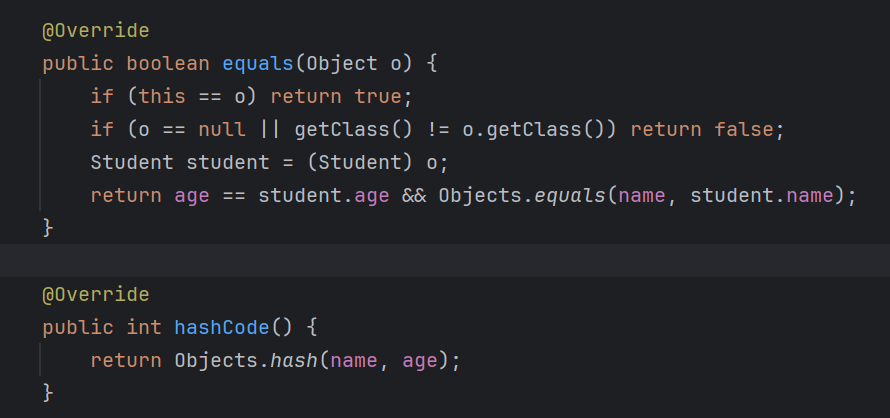 @Override
public boolean equals(Object o) {
    if (this == o) return true;
    if (o == null || getClass() != o.getClass()) return false;
    Student student = (Student) o;
    return age == student.age && Objects.equals(name, student.name);
}

@Override
public int hashCode() {
    return Objects.hash(name, age);
}